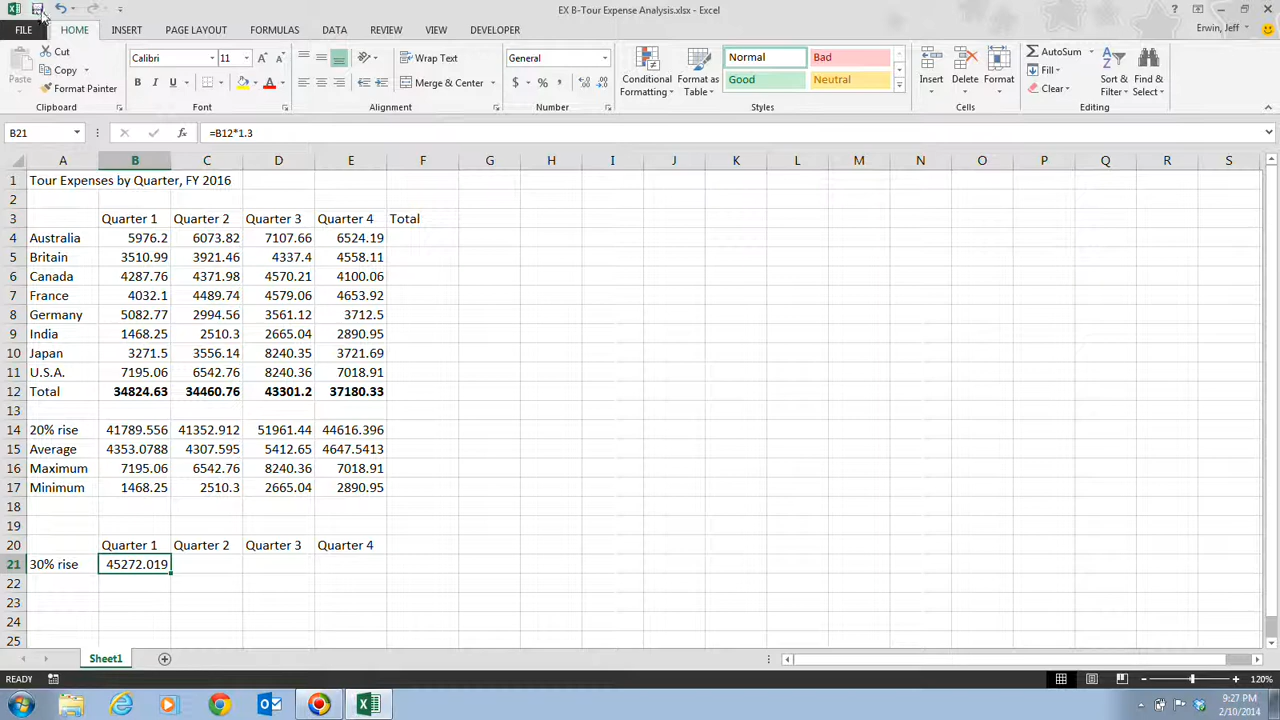 EX B-Tour Expense Analysis.xlsx - Excel
FILE HOME INSERT PAGE LAYOUT FORMULAS DATA REVIEW VIEW DEVELOPER Erwin, Jeff
Paste
Cut
Copy
Format Painter
Clipboard
Calibri 11
B I U
Font
Wrap Text
Merge & Center
Alignment
General
$ % ,
Number
Conditional Formatting
Format as Table
Normal Bad
Good Neutral
Styles
Insert Delete Format
Cells
AutoSum
Fill
Clear
Sort & Filter
Find & Select
Editing
B21 fx =B12*1.3
A B C D E F G H I J K L M N O P Q R S
1 Tour Expenses by Quarter, FY 2016
2
3 Quarter 1 Quarter 2 Quarter 3 Quarter 4 Total
4 Australia 5976.2 6073.82 7107.66 6524.19
5 Britain 3510.99 3921.46 4337.4 4558.11
6 Canada 4287.76 4371.98 4570.21 4100.06
7 France 4032.1 4489.74 4579.06 4653.92
8 Germany 5082.77 2994.56 3561.12 3712.5
9 India 1468.25 2510.3 2665.04 2890.95
10 Japan 3271.5 3556.14 8240.35 3721.69
11 U.S.A. 7195.06 6542.76 8240.36 7018.91
12 Total 34824.63 34460.76 43301.2 37180.33
13
14 20% rise 41789.556 41352.912 51961.44 44616.396
15 Average 4353.0788 4307.595 5412.65 4647.5413
16 Maximum 7195.06 6542.76 8240.36 7018.91
17 Minimum 1468.25 2510.3 2665.04 2890.95
18
19
20 Quarter 1 Quarter 2 Quarter 3 Quarter 4
21 30% rise 45272.019
22
23
24
25
Sheet1
READY 120%
9:27 PM
2/10/2014